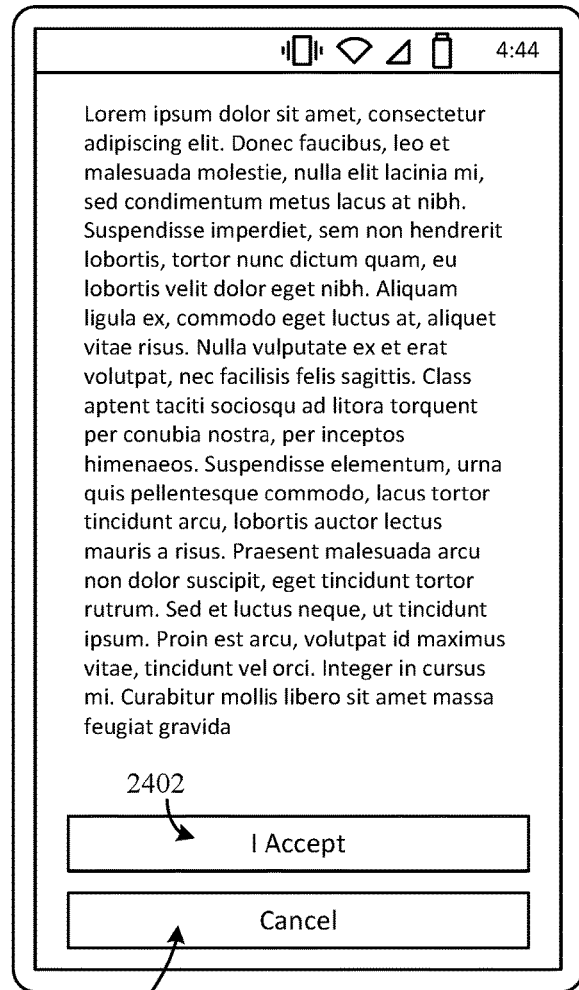 4:44
Lorem ipsum dolor sit amet, consectetur
adipiscing elit. Donec faucibus, leo et
malesuada molestie, nulla elit lacinia mi,
sed condimentum metus lacus at nibh.
Suspendisse imperdiet, sem non hendrerit
lobortis, tortor nunc dictum quam, eu
lobortis velit dolor eget nibh. Aliquam
ligula ex, commodo eget luctus at, aliquet
vitae risus. Nulla vulputate ex et erat
volutpat, nec facilisis felis sagittis. Class
aptent taciti sociosqu ad litora torquent
per conubia nostra, per inceptos
himenaeos. Suspendisse elementum, urna
quis pellentesque commodo, lacus tortor
tincidunt arcu, lobortis auctor lectus
mauris a risus. Praesent malesuada arcu
non dolor suscipit, eget tincidunt tortor
rutrum. Sed et luctus neque, ut tincidunt
ipsum. Proin est arcu, volutpat id maximus
vitae, tincidunt vel orci. Integer in cursus
mi. Curabitur mollis libero sit amet massa
feugiat gravida
2402
I Accept
Cancel